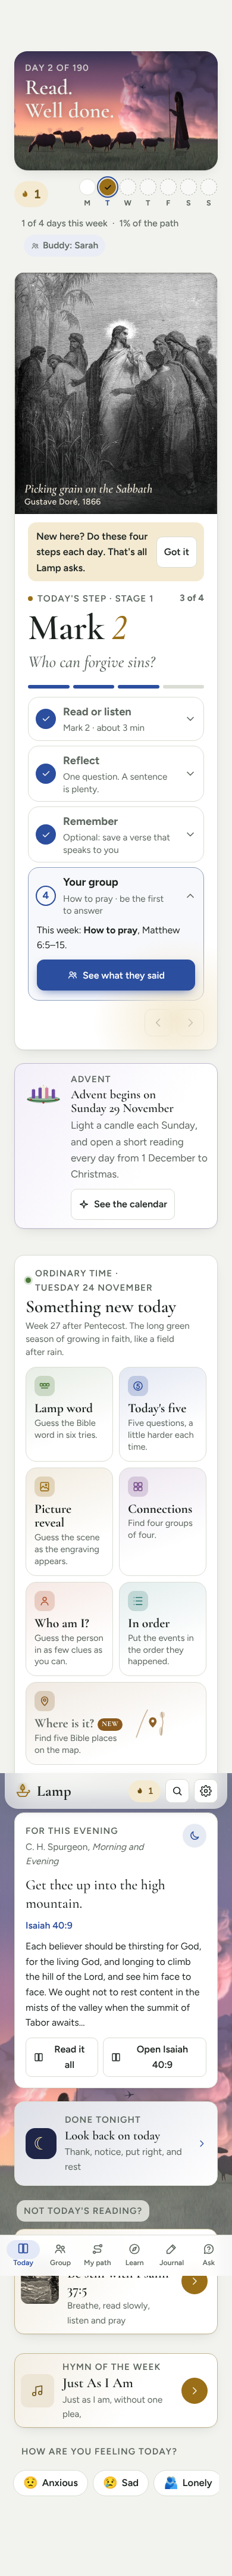 DAY 2 OF 190
Read.
Well done.
1
M T W T F S S
1 of 4 days this week · 1% of the path
Buddy: Sarah
Picking grain on the Sabbath
Gustave Doré, 1866
New here? Do these four
steps each day. That's all
Lamp asks.
Got it
TODAY'S STEP · STAGE 1
3 of 4
Mark 2
Who can forgive sins?
Read or listen
Mark 2 · about 3 min
Reflect
One question. A sentence
is plenty.
Remember
Optional: save a verse that
speaks to you
4
Your group
How to pray · be the first
to answer
This week: How to pray, Matthew
6:5–15.
See what they said
ADVENT
Advent begins on
Sunday 29 November
Light a candle each Sunday,
and open a short reading
every day from 1 December to
Christmas.
See the calendar
ORDINARY TIME ·
TUESDAY 24 NOVEMBER
Something new today
Week 27 after Pentecost. The long green
season of growing in faith, like a field
after rain.
Lamp word
Guess the Bible
word in six tries.
Today's five
Five questions, a
little harder each
time.
Picture
reveal
Guess the scene
as the engraving
appears.
Connections
Find four groups
of four.
Who am I?
Guess the person
in as few clues as
you can.
In order
Put the events in
the order they
happened.
Where is it? NEW
Find five Bible places
on the map.
Lamp
1
FOR THIS EVENING
C. H. Spurgeon, Morning and
Evening
Get thee up into the high
mountain.
Isaiah 40:9
Each believer should be thirsting for God,
for the living God, and longing to climb
the hill of the Lord, and see him face to
face. We ought not to rest content in the
mists of the valley when the summit of
Tabor awaits...
Read it
all
Open Isaiah
40:9
DONE TONIGHT
Look back on today
Thank, notice, put right, and
rest
NOT TODAY'S READING?
Today
Group
My path
Learn
Journal
Ask
37:5
Breathe, read slowly,
listen and pray
HYMN OF THE WEEK
Just As I Am
Just as I am, without one
plea,
HOW ARE YOU FEELING TODAY?
Anxious
Sad
Lonely